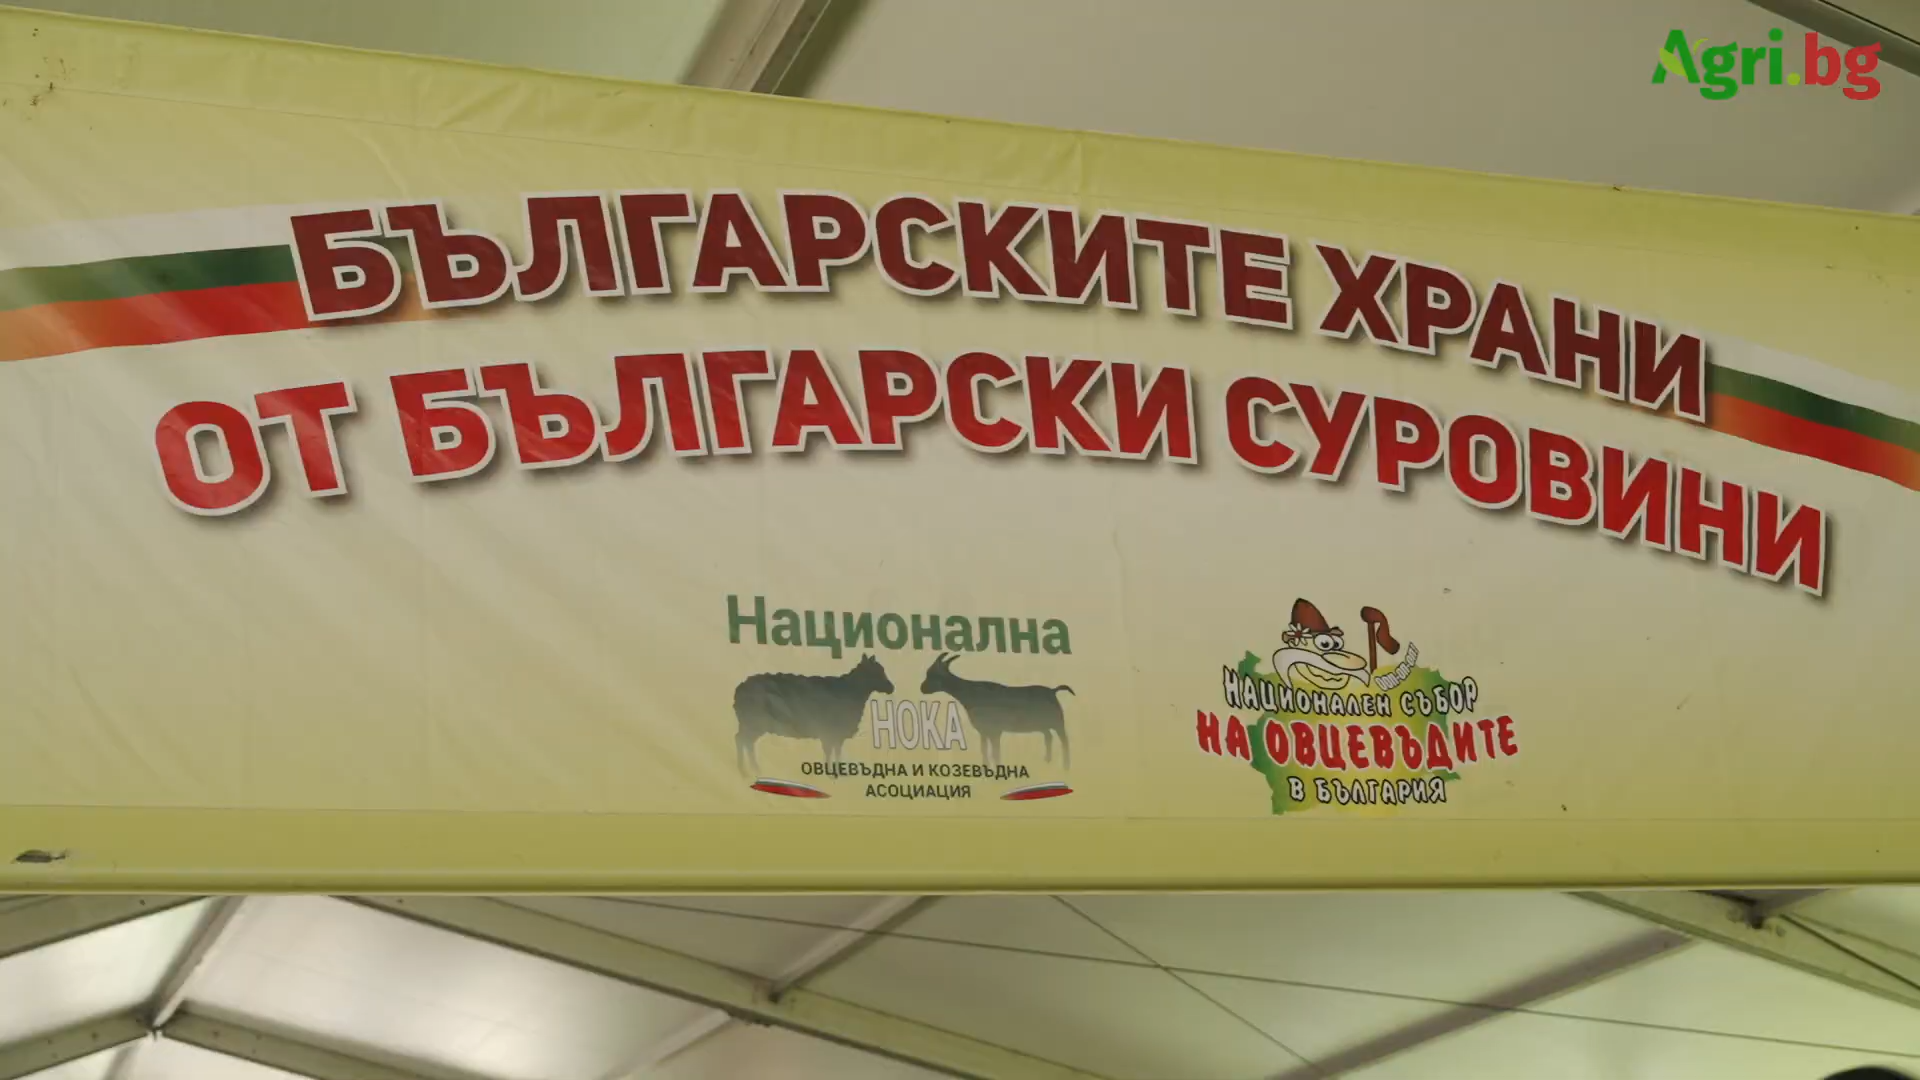 Agri.bg
БЪЛГАРСКИТЕ ХРАНИ
ОТ БЪЛГАРСКИ СУРОВИНИ
Национална
НОКА
ОВЦЕВЪДНА И КОЗЕВЪДНА
АСОЦИАЦИЯ
НАЦИОНАЛЕН СЪБОР
НА ОВЦЕВЪДИТЕ
В БЪЛГАРИЯ